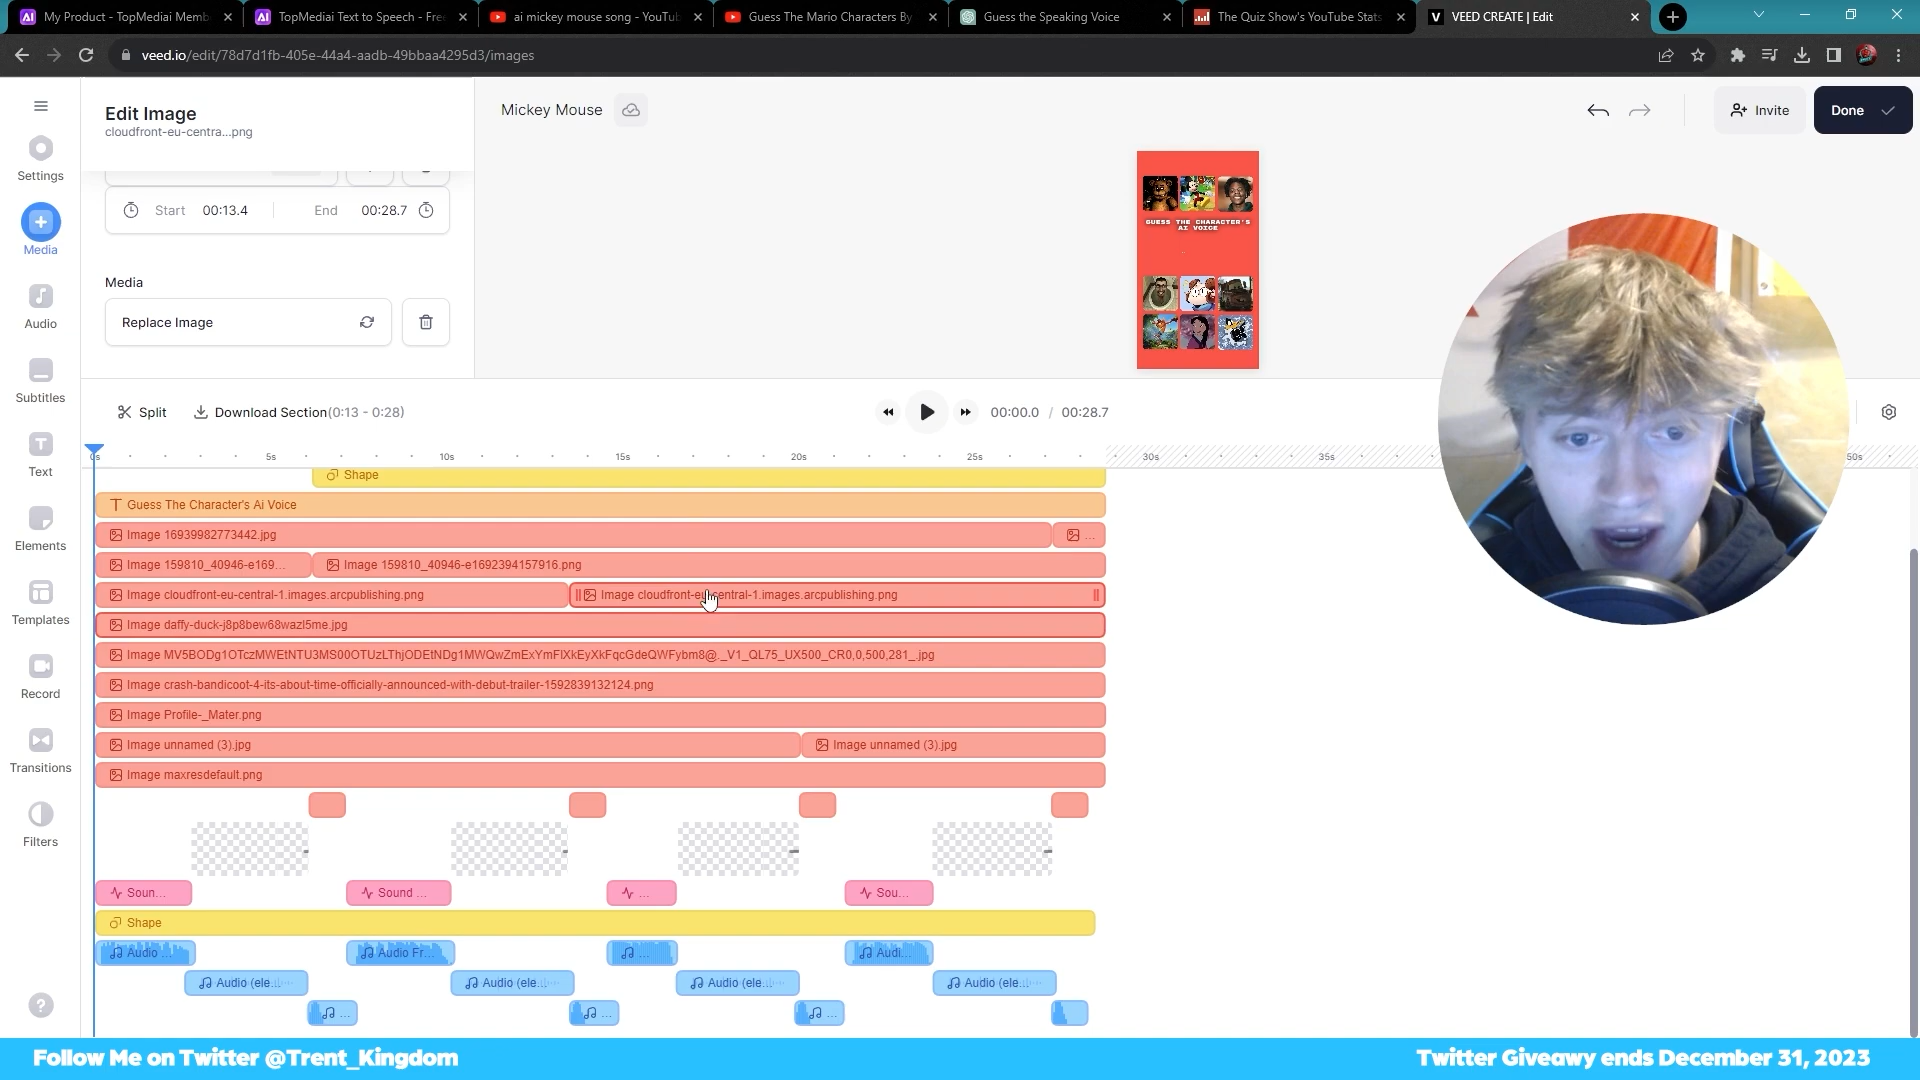 My Product - TopMediai Memb
TopMediai Text to Speech - Free
ai mickey mouse song - YouTub
Guess The Mario Characters By
Guess the Speaking Voice
The Quiz Show's YouTube Stats
VEED CREATE | Edit
veed.io/edit/78d7d1fb-405e-44a4-aadb-49bbaa4295d3/images
Settings
Media
Audio
Subtitles
Text
Elements
Templates
Record
Transitions
Filters
Edit Image
cloudfront-eu-centra...png
Start 00:13.4 End 00:28.7
Media
Replace Image
Mickey Mouse
Invite
Done
GUESS THE CHARACTER'S
AI VOICE
Split
Download Section(0:13 - 0:28)
00:00.0 / 00:28.7
0s 5s 10s 15s 20s 25s 30s 35s 50s
Shape
Guess The Character's Ai Voice
Image 16939982773442.jpg
...
Image 159810_40946-e169...
Image 159810_40946-e1692394157916.png
Image cloudfront-eu-central-1.images.arcpublishing.png
Image cloudfront-eu-central-1.images.arcpublishing.png
Image daffy-duck-j8p8bew68wazl5me.jpg
Image MV5BODg1OTczMWEtNTU3MS00OTUzLThjODEtNDg1MWQwZmExYmFlXkEyXkFqcGdeQWFybm8@._V1_QL75_UX500_CR0,0,500,281_.jpg
Image crash-bandicoot-4-its-about-time-officially-announced-with-debut-trailer-1592839132124.png
Image Profile-_Mater.png
Image unnamed (3).jpg
Image unnamed (3).jpg
Image maxresdefault.png
Soun...
Sound ...
...
Sou...
Shape
Audio ...
Audio Fr...
...
Audi...
Audio (ele...
Audio (ele...
Audio (ele...
Audio (ele...
...
...
...
Follow Me on Twitter @Trent_Kingdom
Twitter Giveawy ends December 31, 2023